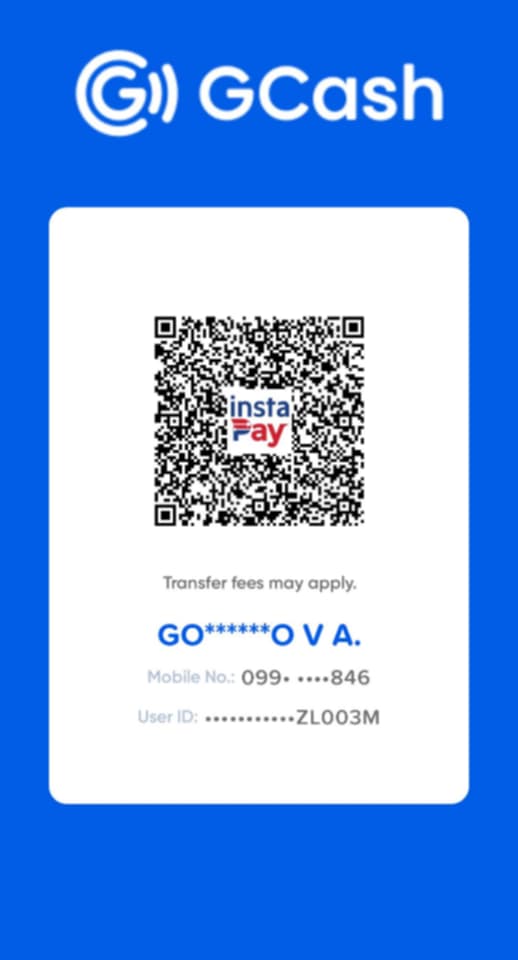 GCash
insta
Pay
Transfer fees may apply.
GO******O V A.
Mobile No.: 099• ••••846
User ID: •••••••••••ZL003M